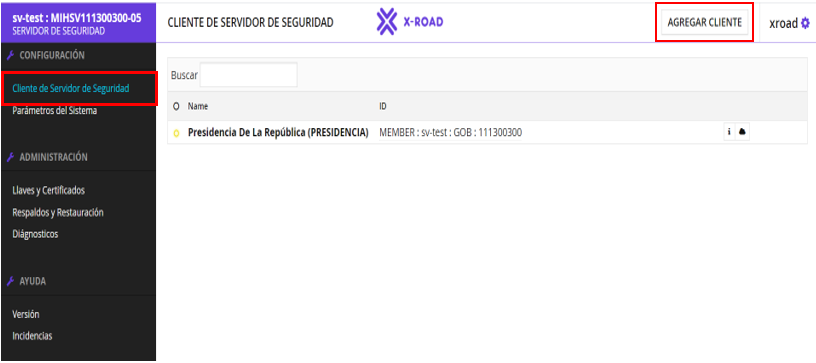 sv-test : MIHSV111300300-05
SERVIDOR DE SEGURIDAD
CLIENTE DE SERVIDOR DE SEGURIDAD
X-ROAD
AGREGAR CLIENTE
xroad
CONFIGURACIÓN
Cliente de Servidor de Seguridad
Parámetros del Sistema
ADMINISTRACIÓN
Llaves y Certificados
Respaldos y Restauración
Diágnosticos
AYUDA
Versión
Incidencias
Buscar
Name ID
Presidencia De La República (PRESIDENCIA) MEMBER : sv-test : GOB : 111300300